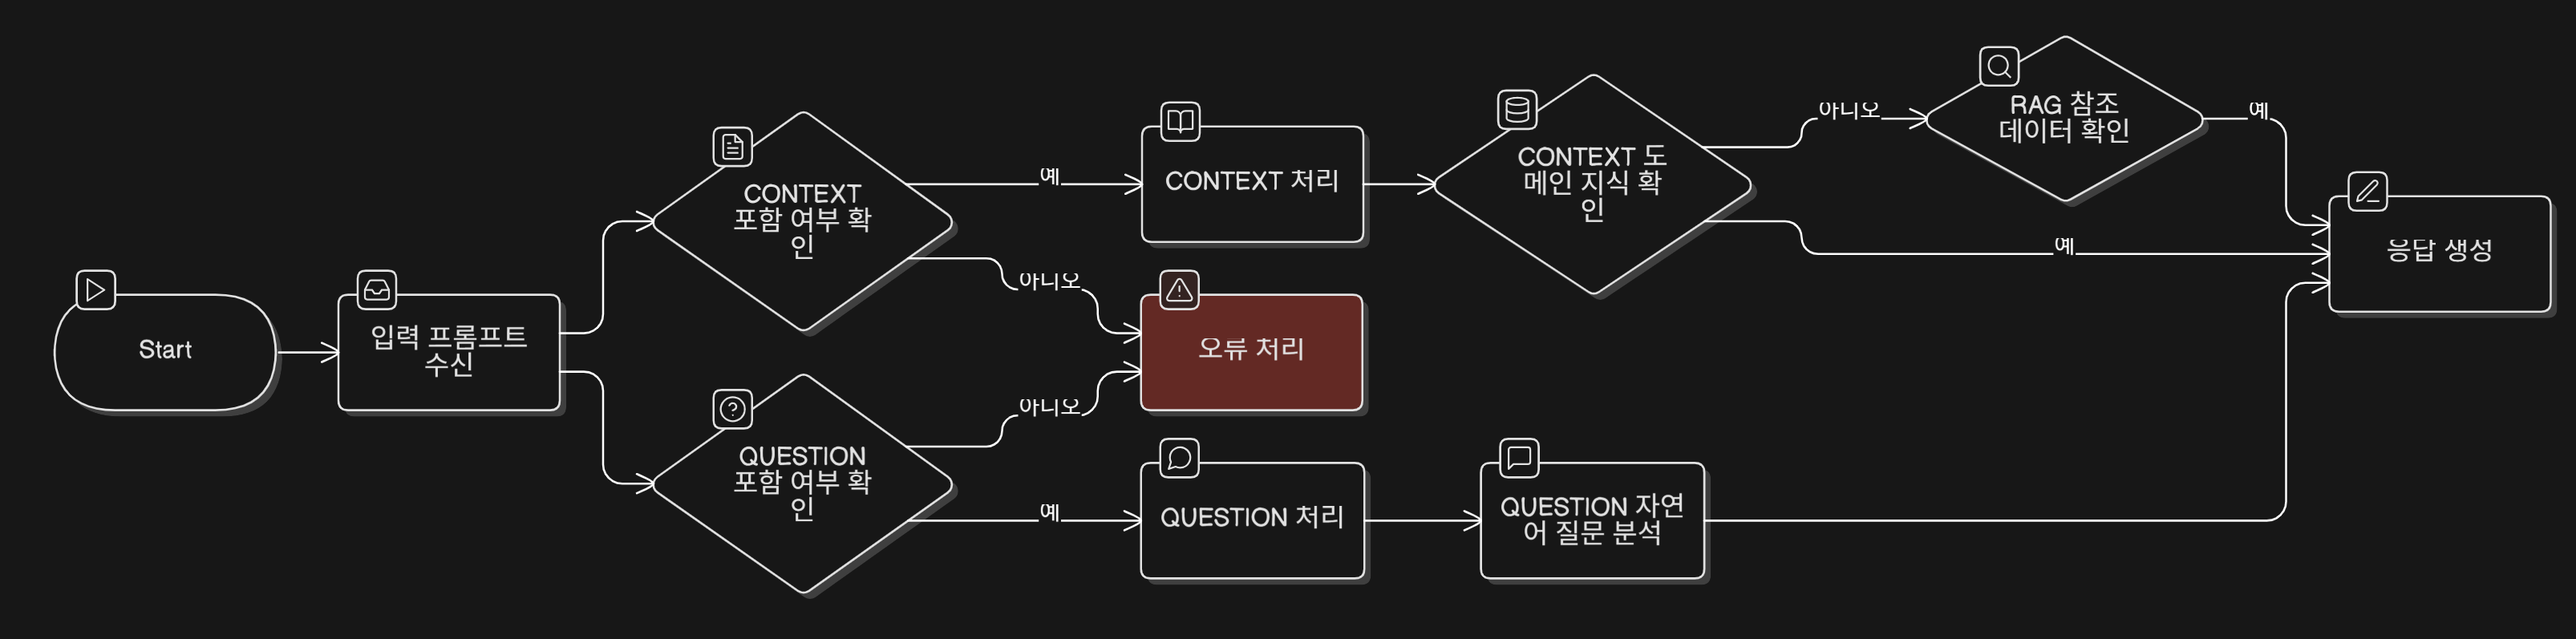 Start
입력 프롬프트
수신
CONTEXT
포함 여부 확
인
예
아니오
QUESTION
포함 여부 확
인
아니오
예
CONTEXT 처리
오류 처리
QUESTION 처리
CONTEXT 도
메인 지식 확
인
아니오
예
QUESTION 자연
어 질문 분석
RAG 참조
데이터 확인
예
응답 생성